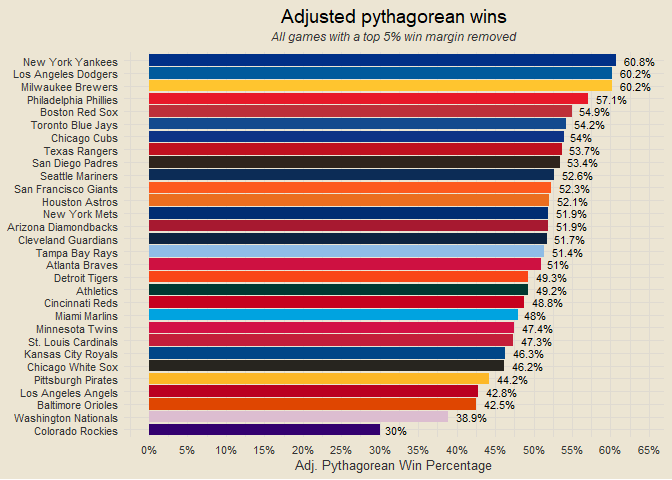 Adjusted pythagorean wins
All games with a top 5% win margin removed
New York Yankees 60.8%
Los Angeles Dodgers 60.2%
Milwaukee Brewers 60.2%
Philadelphia Phillies 57.1%
Boston Red Sox 54.9%
Toronto Blue Jays 54.2%
Chicago Cubs 54%
Texas Rangers 53.7%
San Diego Padres 53.4%
Seattle Mariners 52.6%
San Francisco Giants 52.3%
Houston Astros 52.1%
New York Mets 51.9%
Arizona Diamondbacks 51.9%
Cleveland Guardians 51.7%
Tampa Bay Rays 51.4%
Atlanta Braves 51%
Detroit Tigers 49.3%
Athletics 49.2%
Cincinnati Reds 48.8%
Miami Marlins 48%
Minnesota Twins 47.4%
St. Louis Cardinals 47.3%
Kansas City Royals 46.3%
Chicago White Sox 46.2%
Pittsburgh Pirates 44.2%
Los Angeles Angels 42.8%
Baltimore Orioles 42.5%
Washington Nationals 38.9%
Colorado Rockies 30%
0% 5% 10% 15% 20% 25% 30% 35% 40% 45% 50% 55% 60% 65%
Adj. Pythagorean Win Percentage